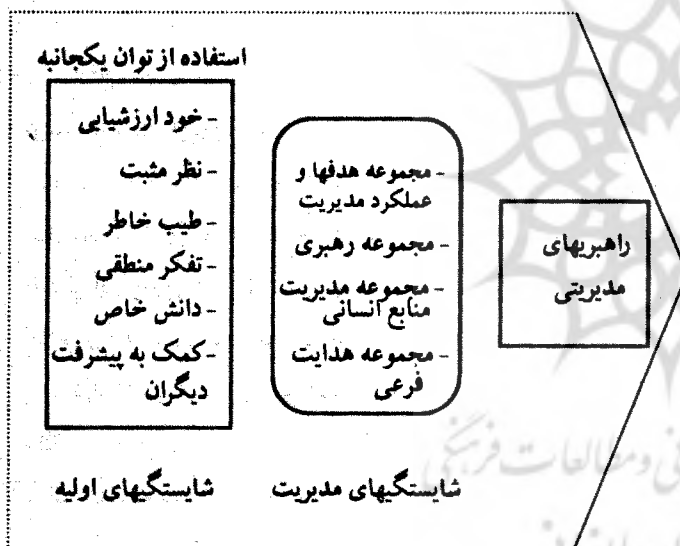 استفاده از توان یکجانبه
- خود ارزشیابی
- نظر مثبت
- طیب خاطر
- تفکر منطقی
- دانش خاص
- کمک به پیشرفت
دیگران
شایستگیهای اولیه
- مجموعه هدفها و
عملکرد مدیریت
- مجموعه رهبری
- مجموعه مدیریت
منابع انسانی
- مجموعه هدایت
فرعی
شایستگیهای مدیریت
راهبریهای
مدیریتی